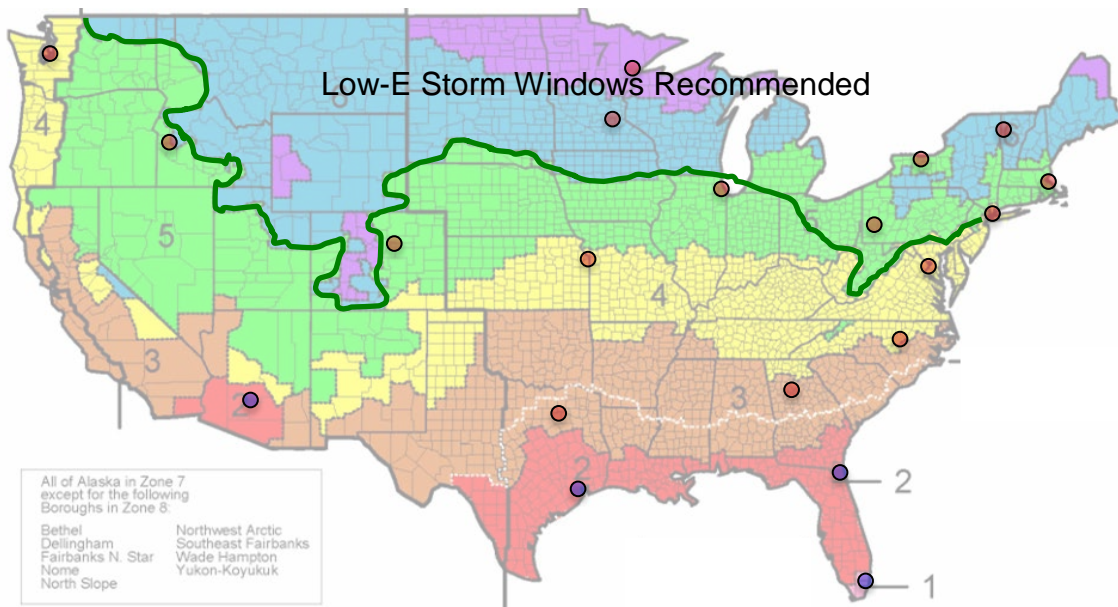 7
Low-E Storm Windows Recommended
6
4
6
5
5
4
3
3
2
2
2
1
All of Alaska in Zone 7
except for the following
Boroughs in Zone 8:
Bethel Northwest Arctic
Dellingham Southeast Fairbanks
Fairbanks N. Star Wade Hampton
Nome Yukon-Koyukuk
North Slope